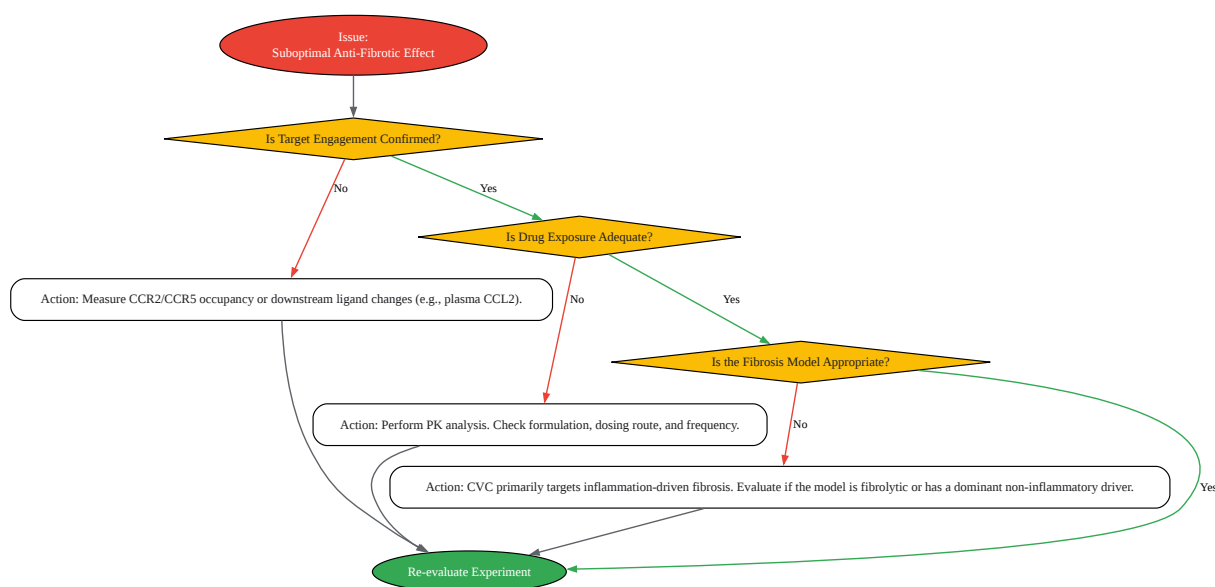 Issue:
Suboptimal Anti-Fibrotic Effect
Is Target Engagement Confirmed?
No
Yes
Is Drug Exposure Adequate?
Action: Measure CCR2/CCR5 occupancy or downstream ligand changes (e.g., plasma CCL2).
No
Yes
Is the Fibrosis Model Appropriate?
Action: Perform PK analysis. Check formulation, dosing route, and frequency.
No
Action: CVC primarily targets inflammation-driven fibrosis. Evaluate if the model is fibrolytic or has a dominant non-inflammatory driver.
Yes
Re-evaluate Experiment